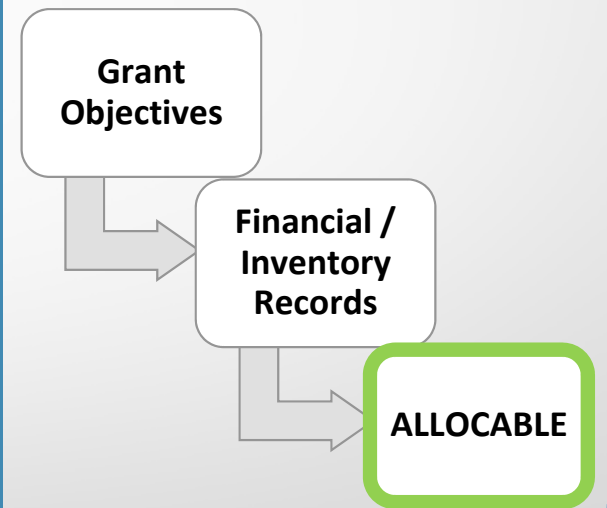 Grant
Objectives
Financial /
Inventory
Records
ALLOCABLE